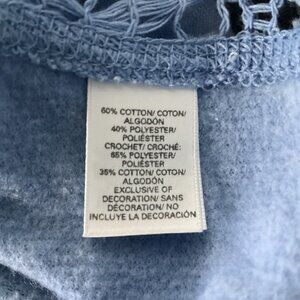 60% COTTON/ COTON/
ALGODÓN
40% POLYESTER/
POLIÉSTER
CROCHET/ CROCHÉ:
65% POLYESTER/
POLIÉSTER
35% COTTON/ COTON/
ALGODÓN
EXCLUSIVE OF
DECORATION/ SANS
DÉCORATION/ NO
INCLUYE LA DECORACIÓN